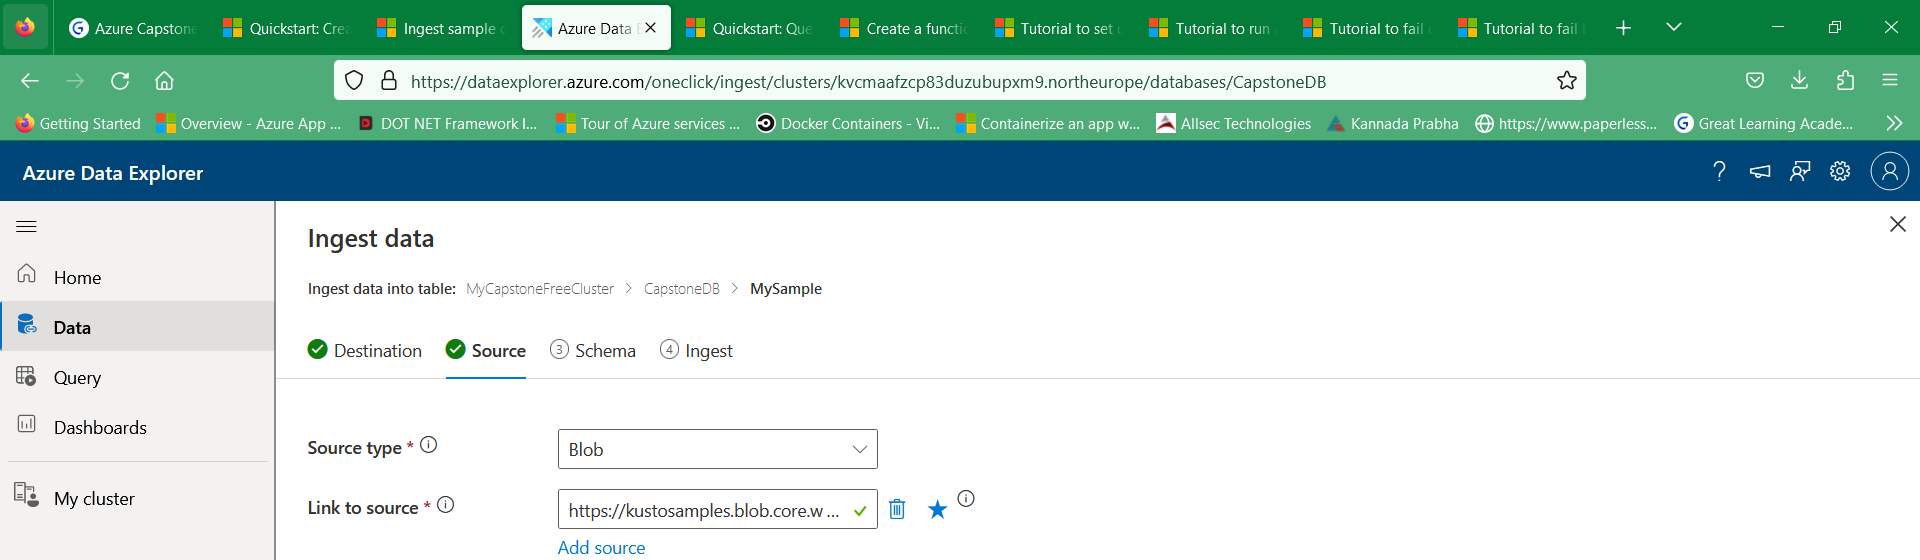 Azure Capstone Quickstart: Crea Ingest sample c Azure Data E Quickstart: Que Create a functio Tutorial to set u Tutorial to run a Tutorial to fail o Tutorial to fail b
https://dataexplorer.azure.com/oneclick/ingest/clusters/kvcmaafzcp83duzubupxm9.northeurope/databases/CapstoneDB
Getting Started Overview - Azure App ... DOT NET Framework I... Tour of Azure services ... Docker Containers - Vi... Containerize an app w... Allsec Technologies Kannada Prabha https://www.paperless... Great Learning Acade...
Azure Data Explorer
Ingest data
Home
Ingest data into table: MyCapstoneFreeCluster > CapstoneDB > MySample
Data
Destination Source 3 Schema 4 Ingest
Query
Dashboards
Source type * Blob
My cluster
Link to source * https://kustosamples.blob.core.w ...
Add source